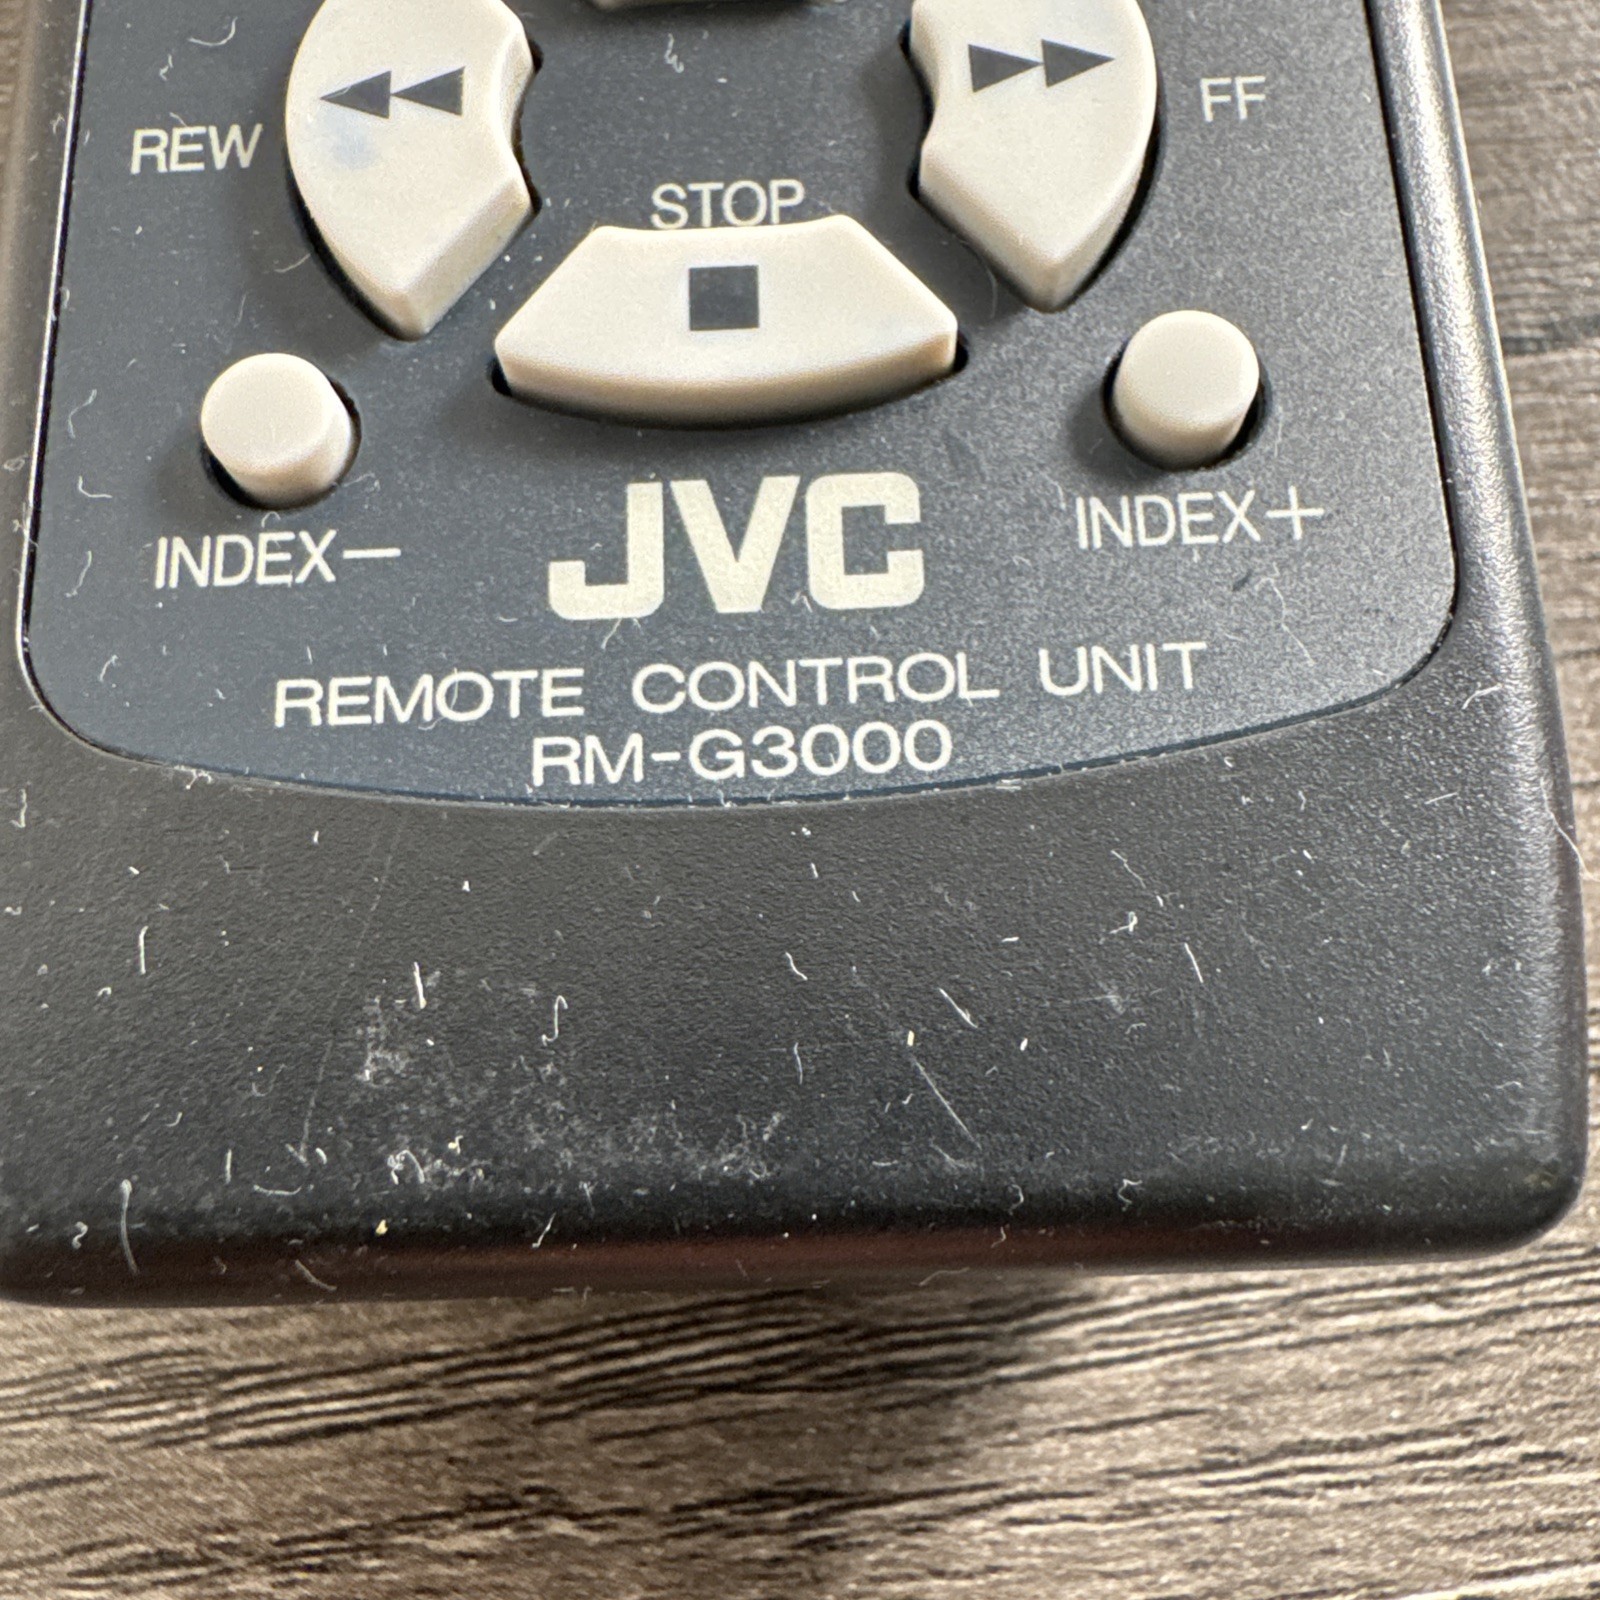 REW
FF
STOP
INDEX−
INDEX+
JVC
REMOTE CONTROL UNIT
RM-G3000